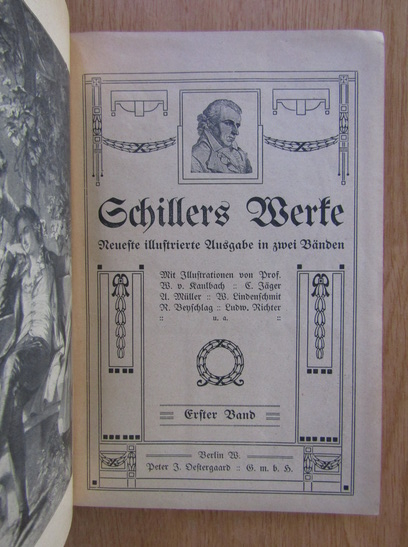 Schillers Werke
Neueste illustrierte Ausgabe in zwei Bänden
Mit Illustrationen von Prof.
W. v. Kaulbach :: C. Jäger
A. Müller :: W. Lindenschmit
R. Beyschlag :: Ludw. Richter
:: u. a. ::
Erster Band
Berlin W.
Peter J. Oestergaard :: G. m. b. H.